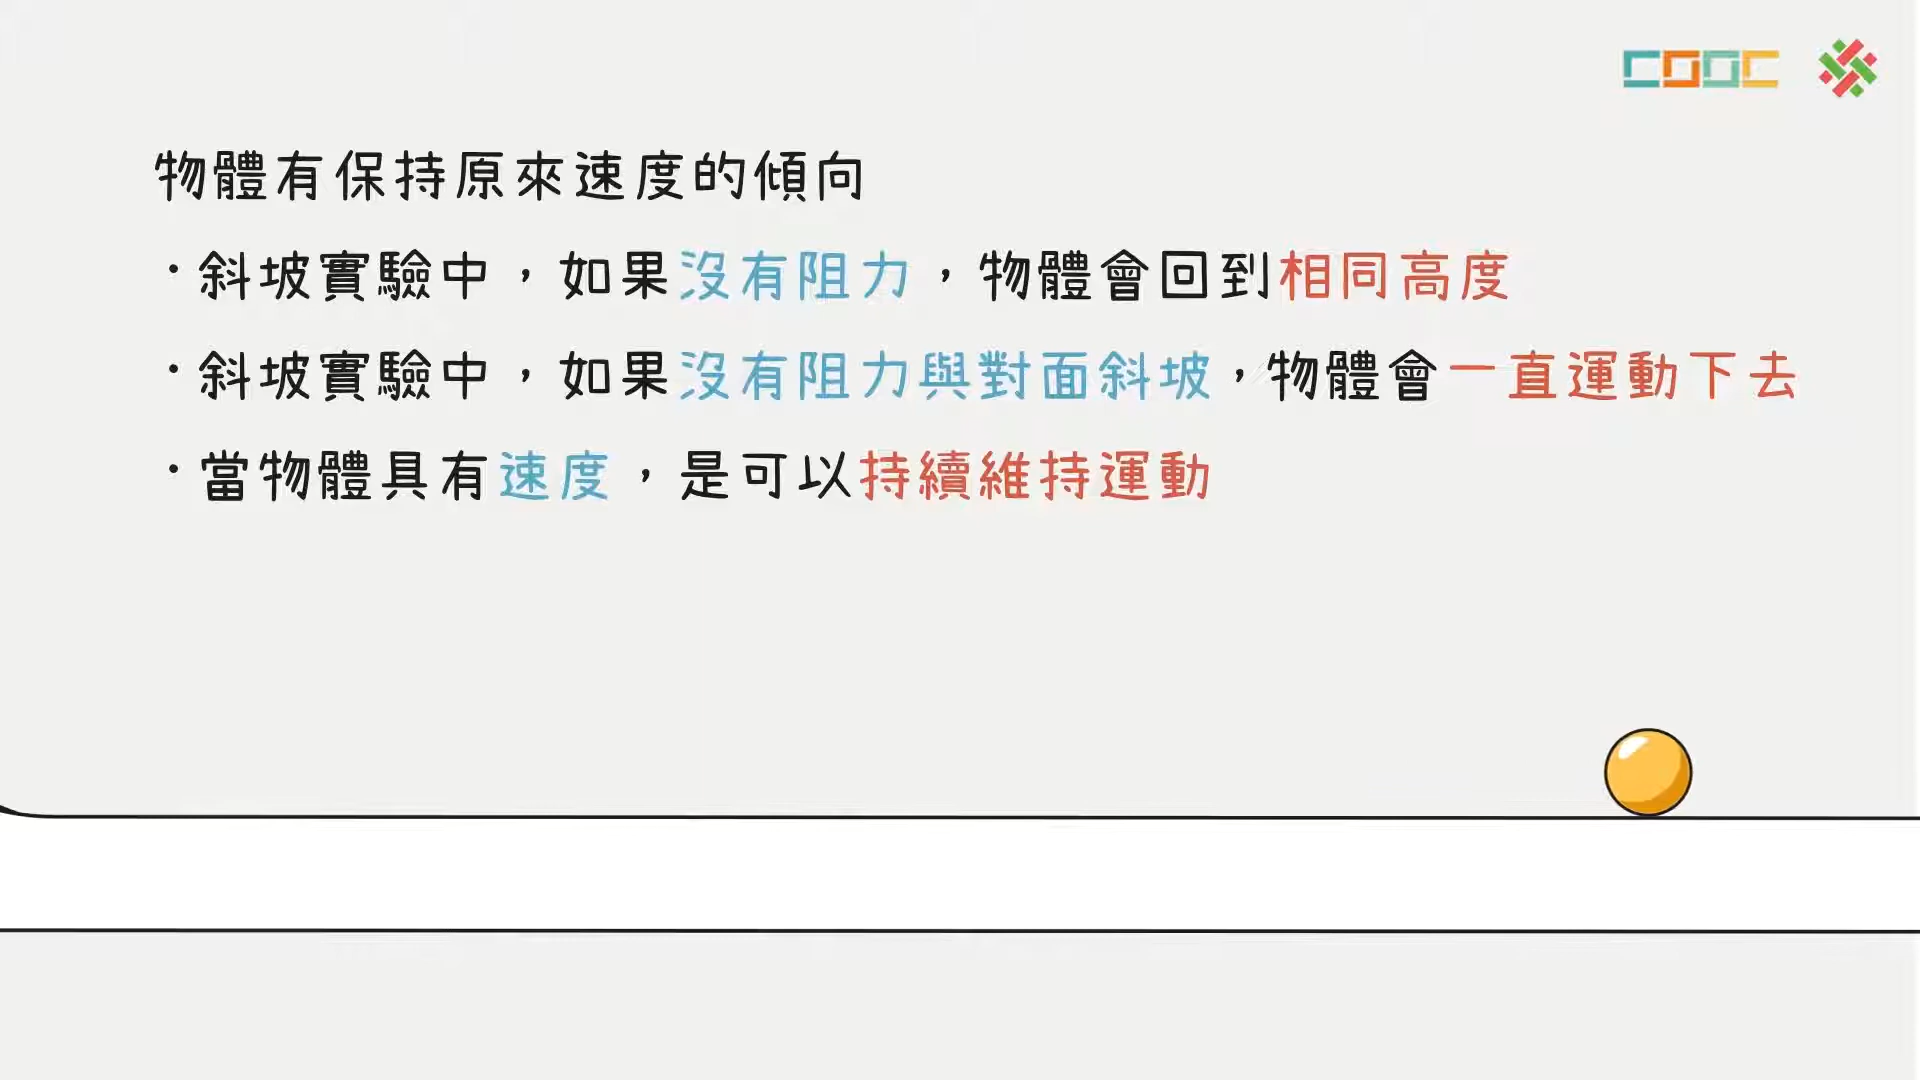 COOC
物體有保持原來速度的傾向
·斜坡實驗中，如果沒有阻力，物體會回到相同高度
·斜坡實驗中，如果沒有阻力與對面斜坡，物體會一直運動下去
·當物體具有速度，是可以持續維持運動